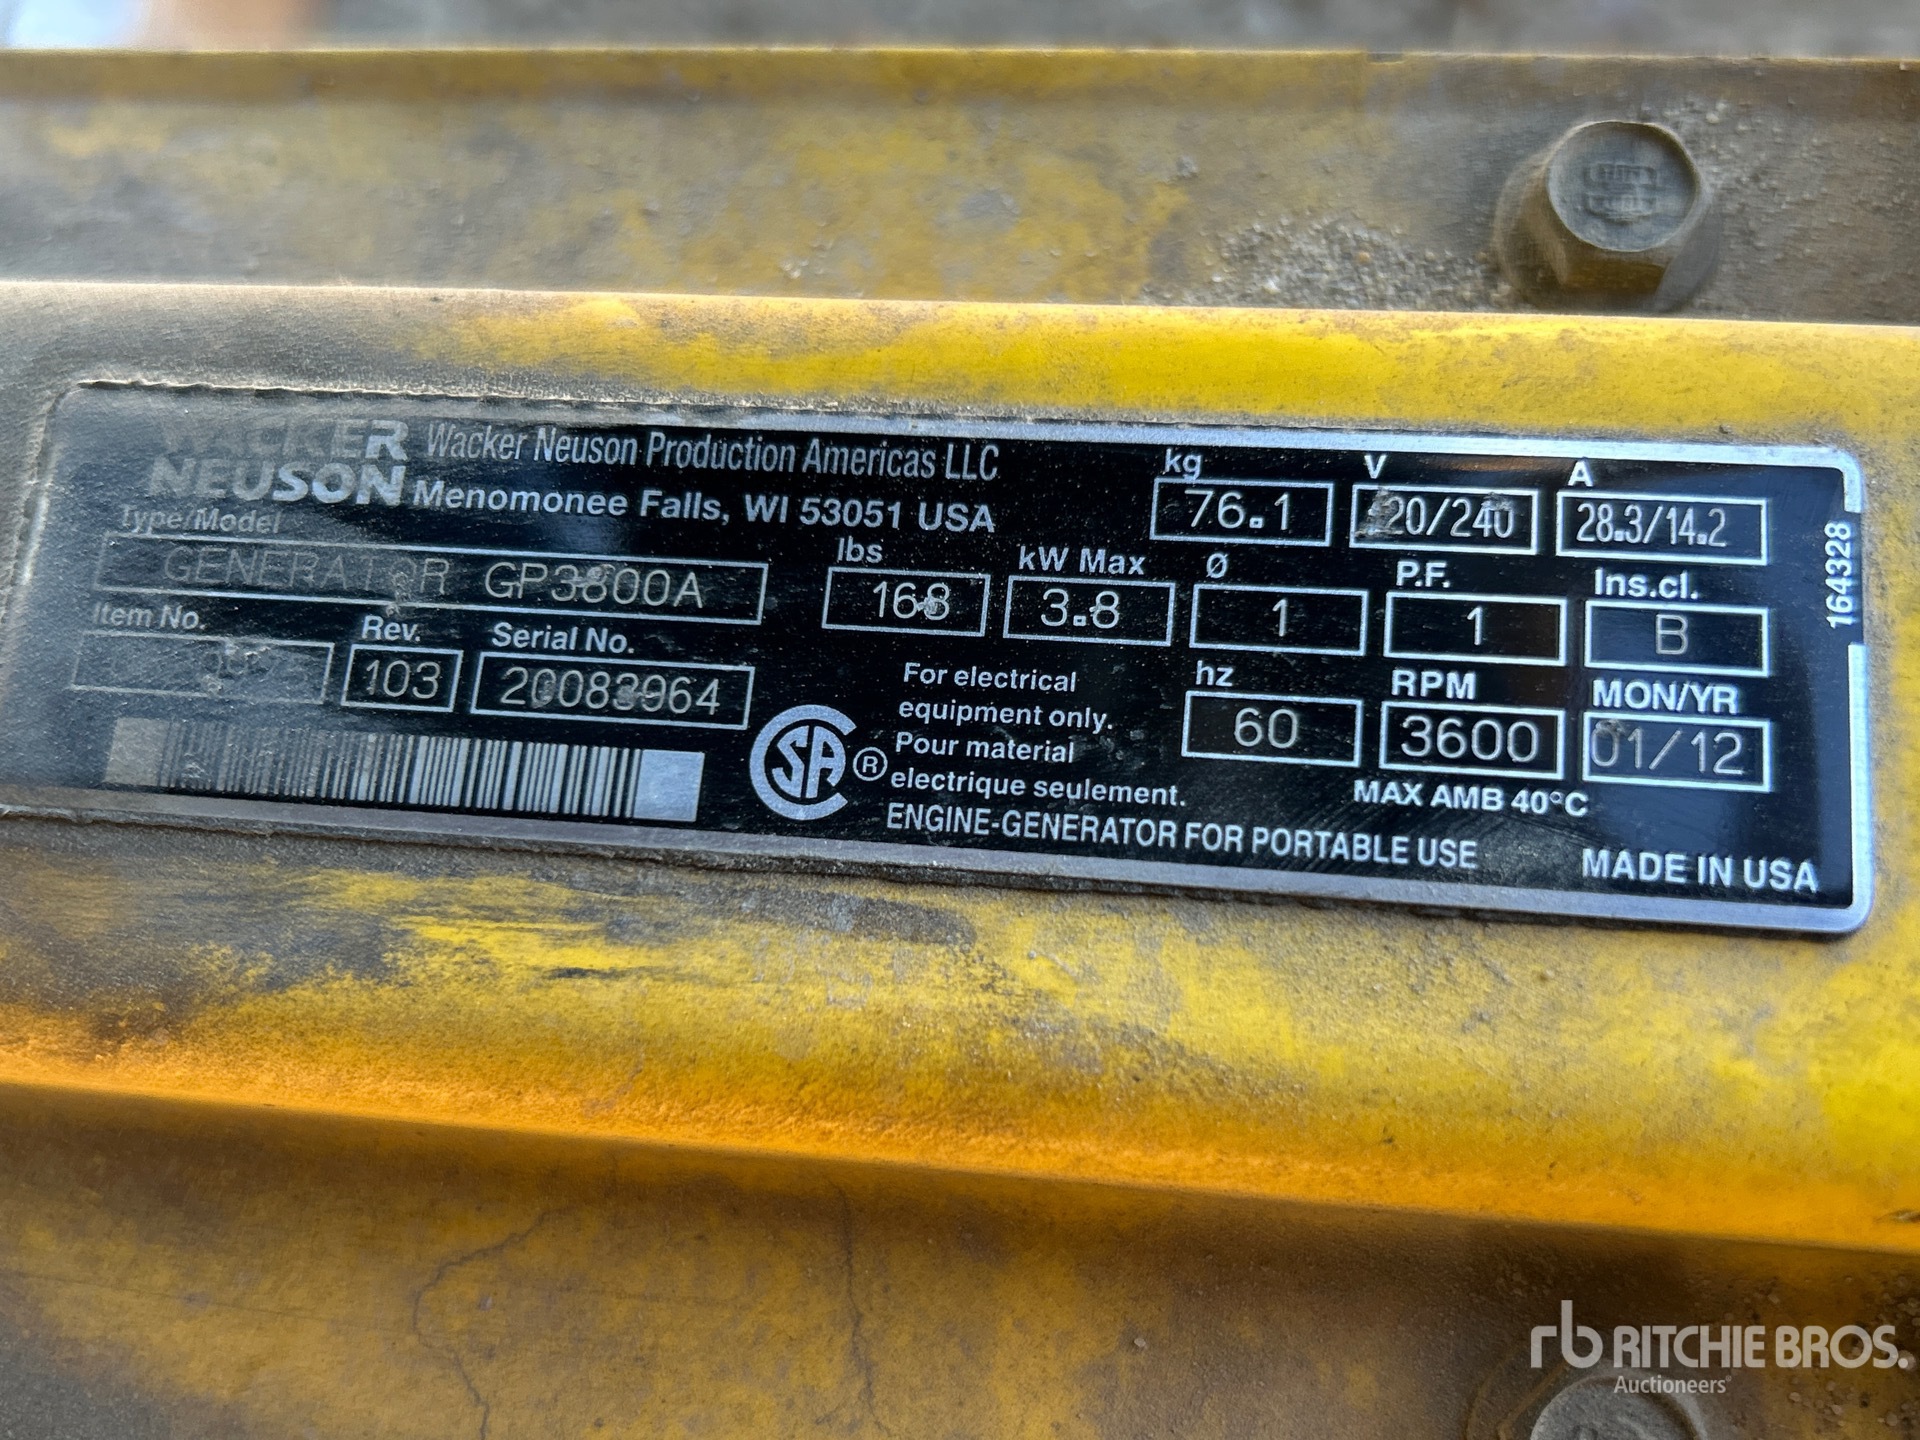 WACKER NEUSON
Wacker Neuson Production Americas LLC
Menomonee Falls, WI 53051 USA
Type/Model
GENERATOR GP3800A
Item No.
Rev.
103
Serial No.
20083964
lbs
168
kW Max
3.8
kg
76.1
V
120/240
A
28.3/14.2
Ø
1
P.F.
1
Ins.cl.
B
hz
60
RPM
3600
MON/YR
01/12
For electrical
equipment only.
Pour material
electrique seulement.
SA ®
MAX AMB 40°C
ENGINE-GENERATOR FOR PORTABLE USE
MADE IN USA
164328
rb RITCHIE BROS.
Auctioneers